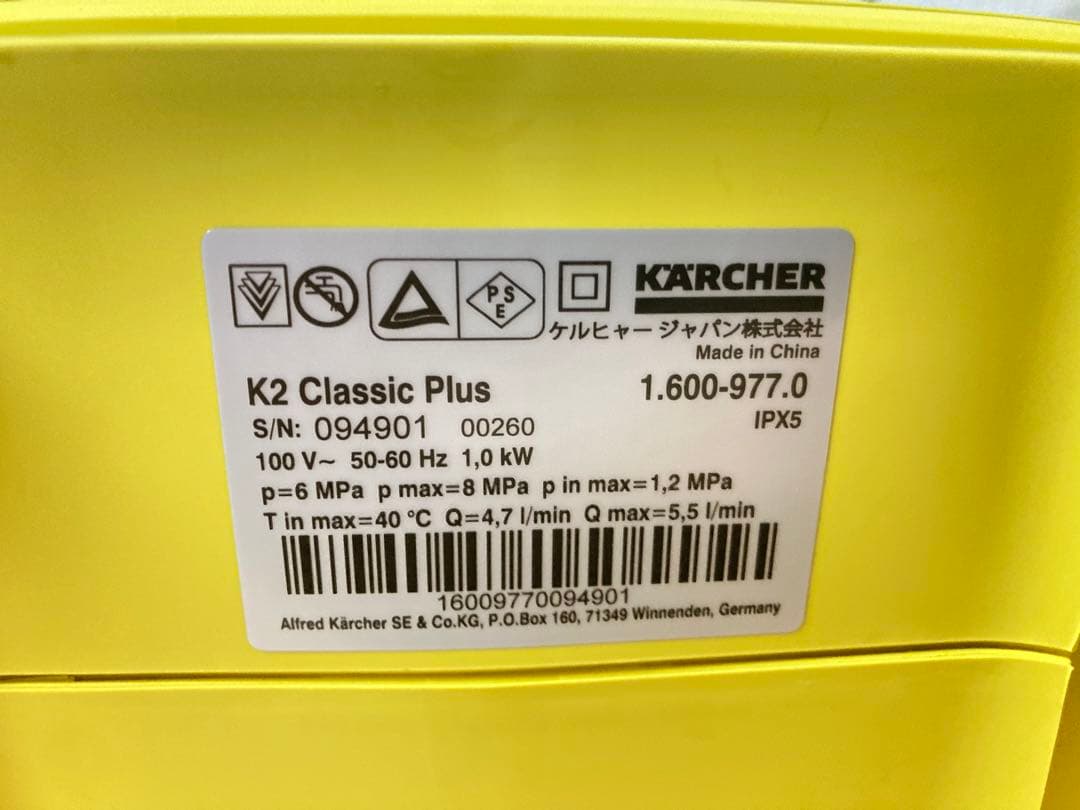 PS
E
KÄRCHER
ケルヒャー ジャパン株式会社
Made in China
K2 Classic Plus
1.600-977.0
S/N: 094901 00260
IPX5
100 V~ 50-60 Hz 1,0 kW
p=6 MPa p max=8 MPa p in max=1,2 MPa
T in max=40 °C Q=4,7 l/min Q max=5,5 l/min
16009770094901
Alfred Kärcher SE & Co.KG, P.O.Box 160, 71349 Winnenden, Germany